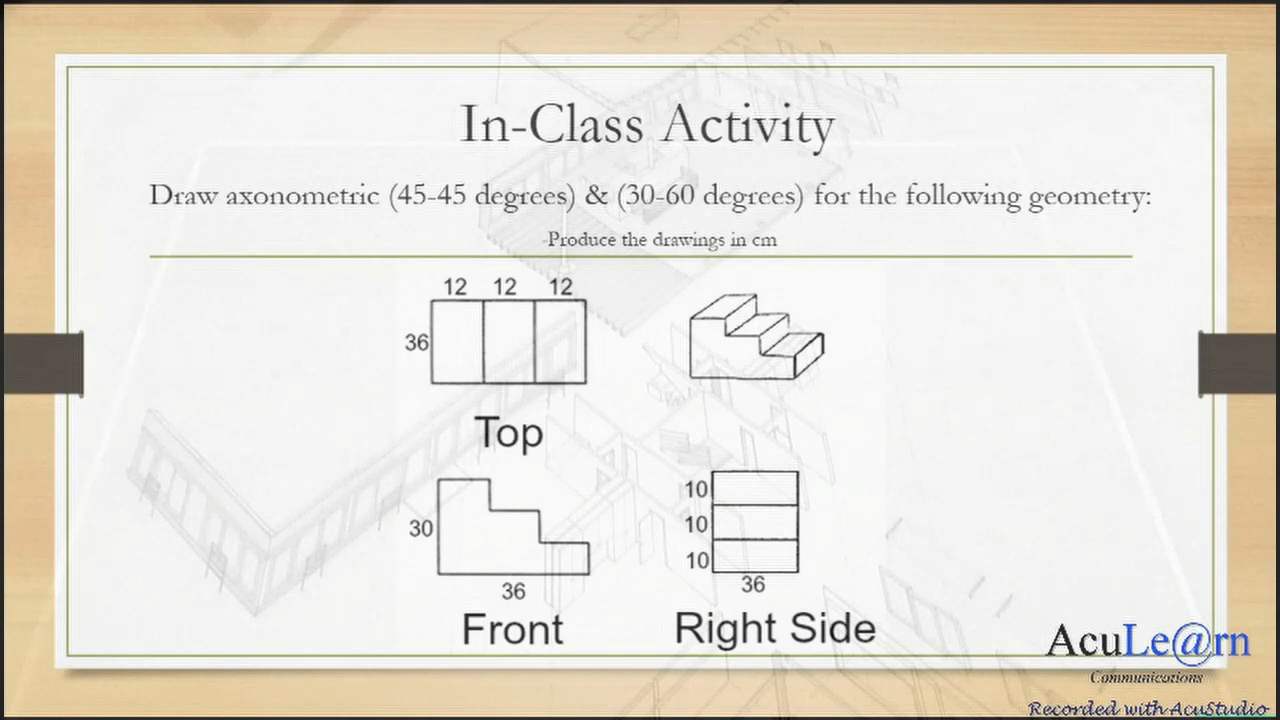 In-Class Activity
Draw axonometric (45-45 degrees) & (30-60 degrees) for the following geometry:
-Produce the drawings in cm
12 12 12
36
Top
30
36
Front
10
10
10
36
Right Side
AcuLe@rn
Communications
Recorded with AcuStudio